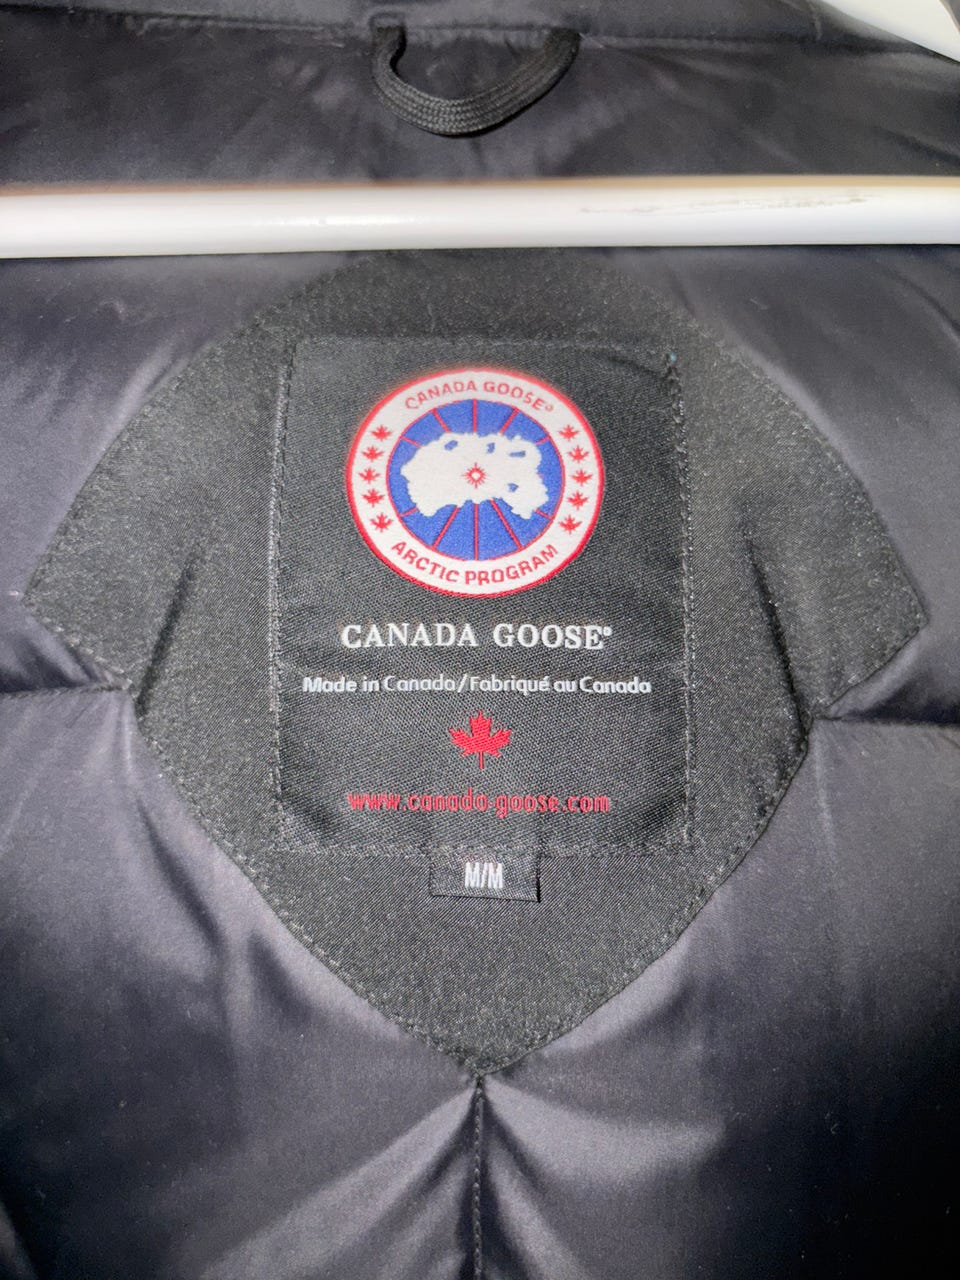 CANADA GOOSE®
ARCTIC PROGRAM
CANADA GOOSE®
Made in Canada/Fabriqué au Canada
www.canada-goose.com
M/M